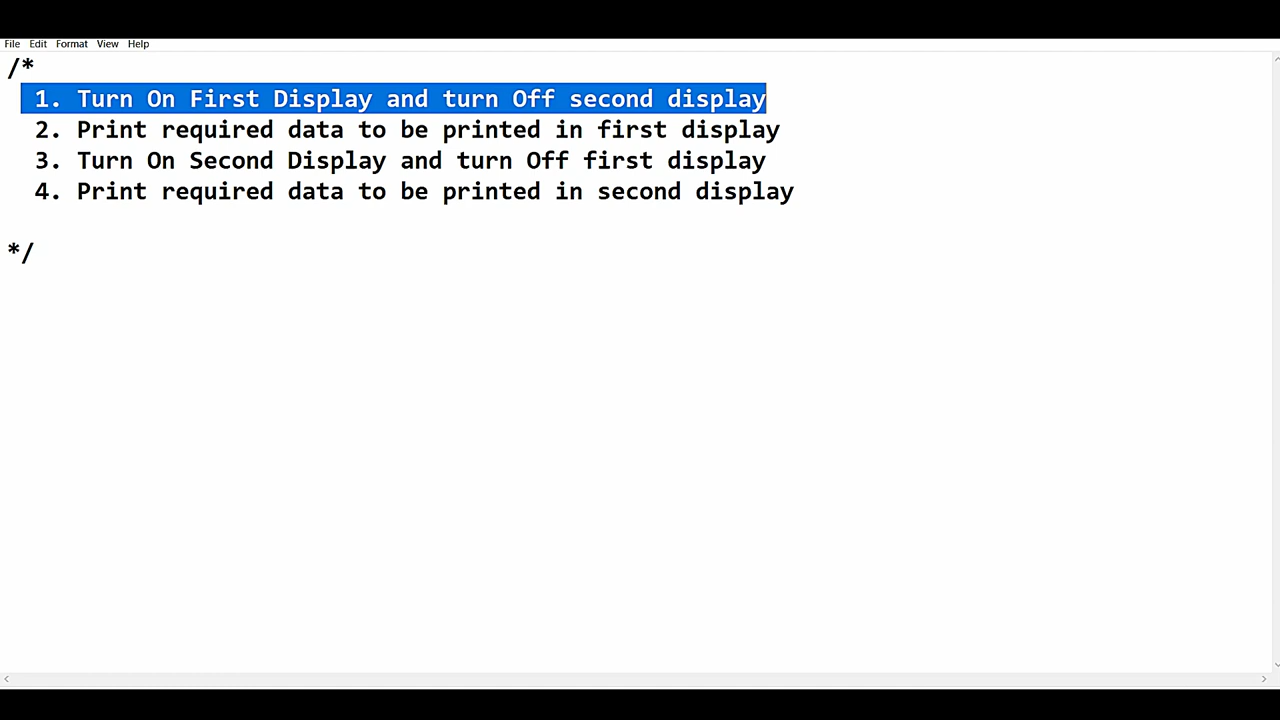 File Edit Format View Help
/*
1. Turn On First Display and turn Off second display
2. Print required data to be printed in first display
3. Turn On Second Display and turn Off first display
4. Print required data to be printed in second display
*/